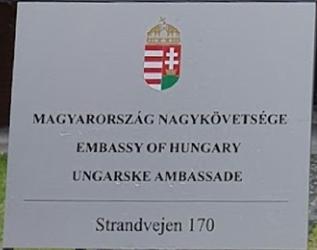 MAGYARORSZÁG NAGYKÖVETSÉGE
EMBASSY OF HUNGARY
UNGARSKE AMBASSADE
Strandvejen 170